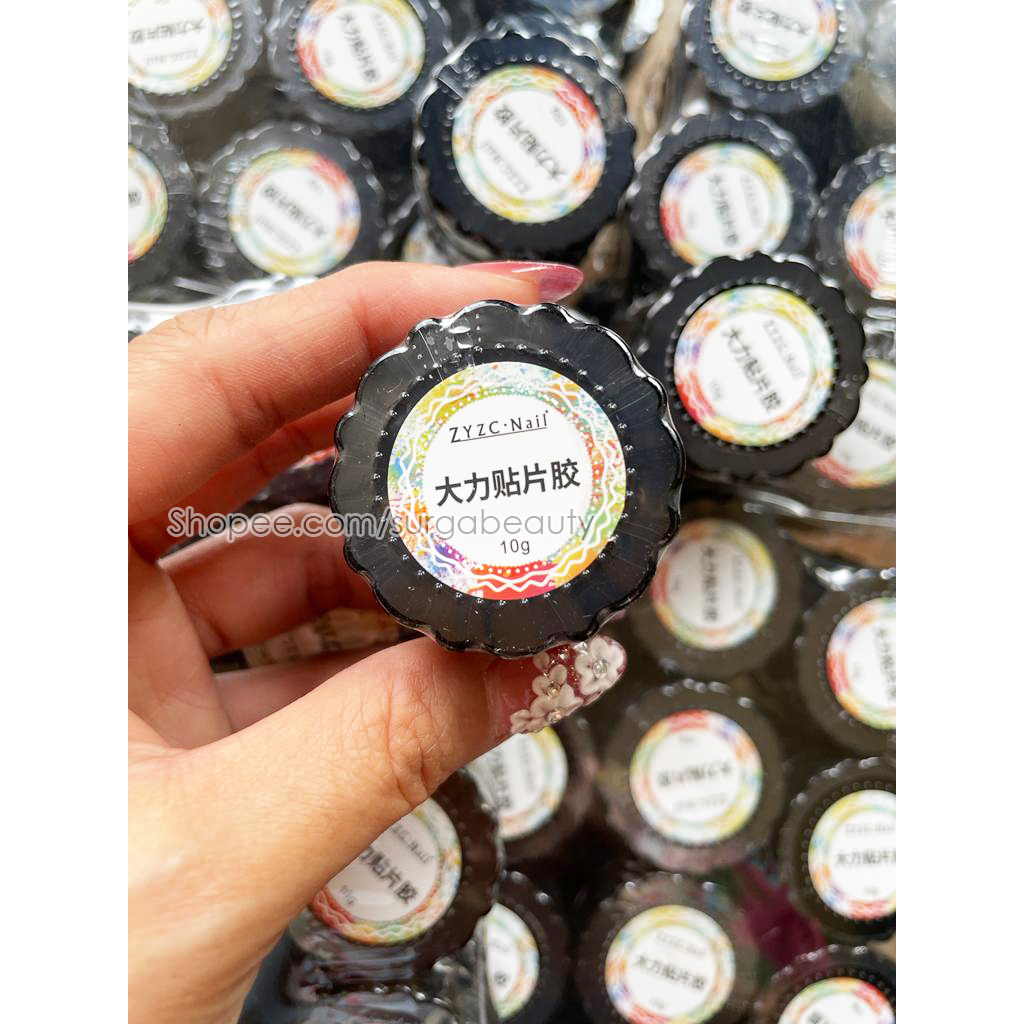 ZYZC·Nail
大力贴片胶
Shopee.com/surgabeauty
10g